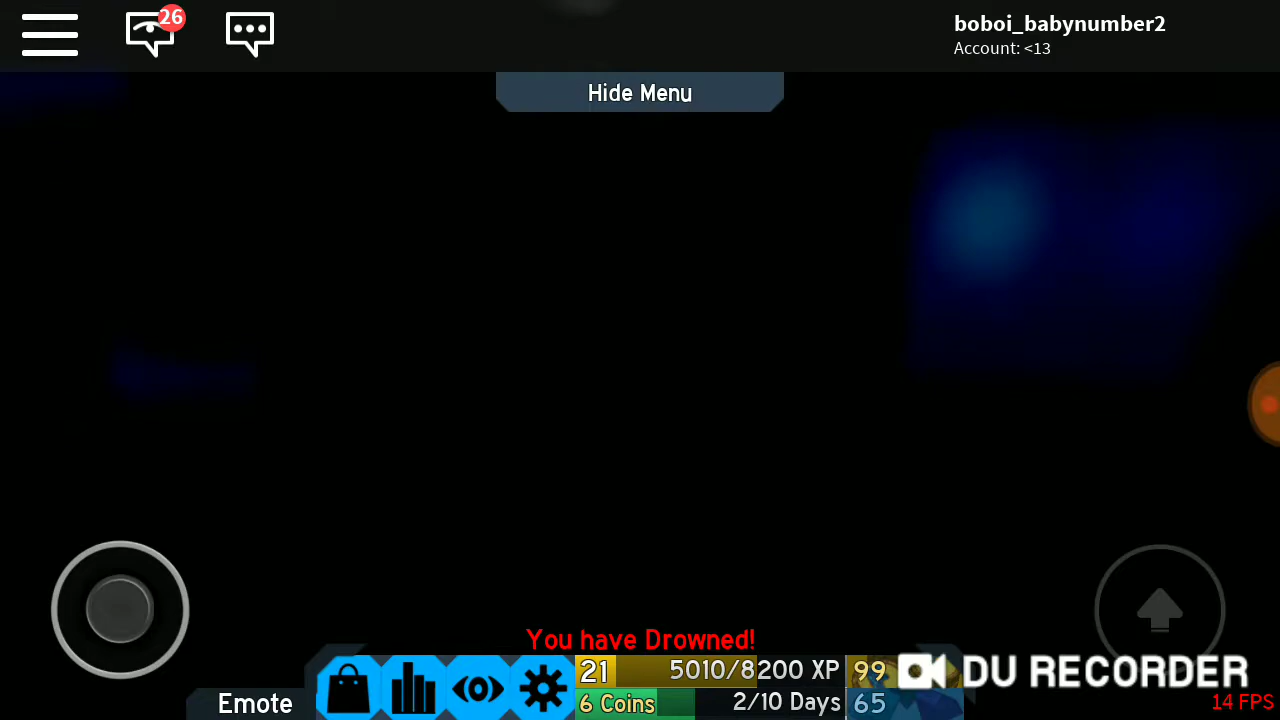 26
boboi_babynumber2
Account: <13
Hide Menu
You have Drowned!
21 5010/8200 XP 99
6 Coins 2/10 Days 65
Emote
DU RECORDER
14 FPS